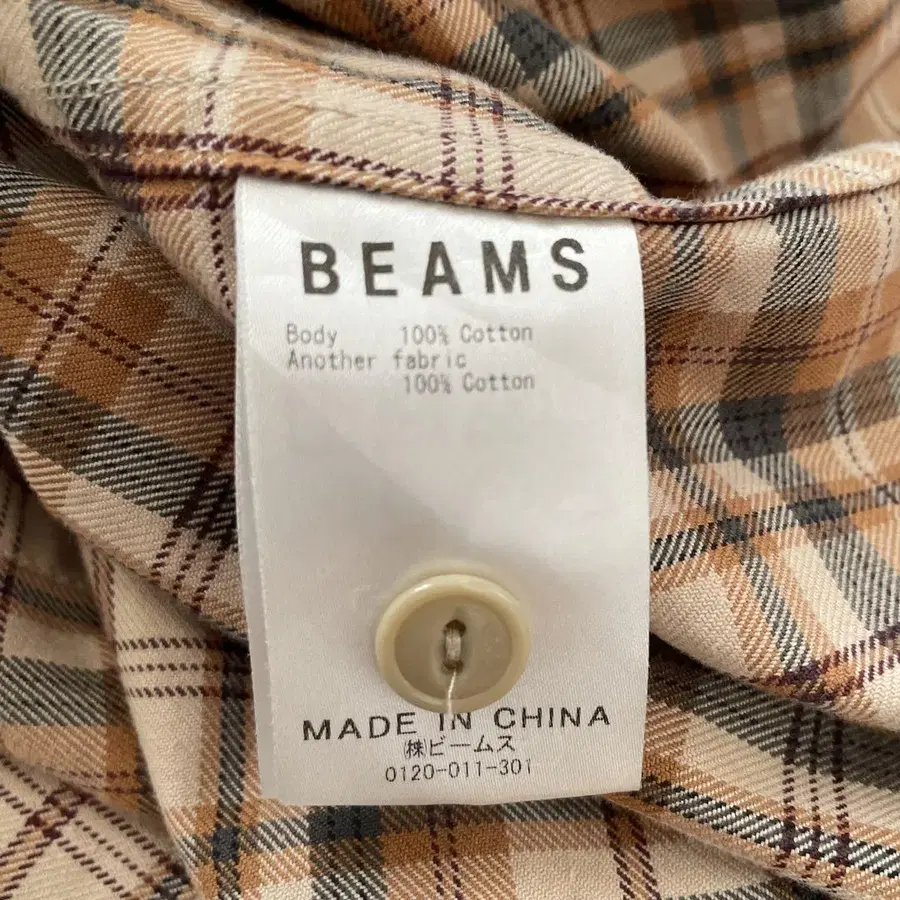 BEAMS
Body 100% Cotton
Another fabric
100% Cotton
MADE IN CHINA
㈱ビームス
0120-011-301